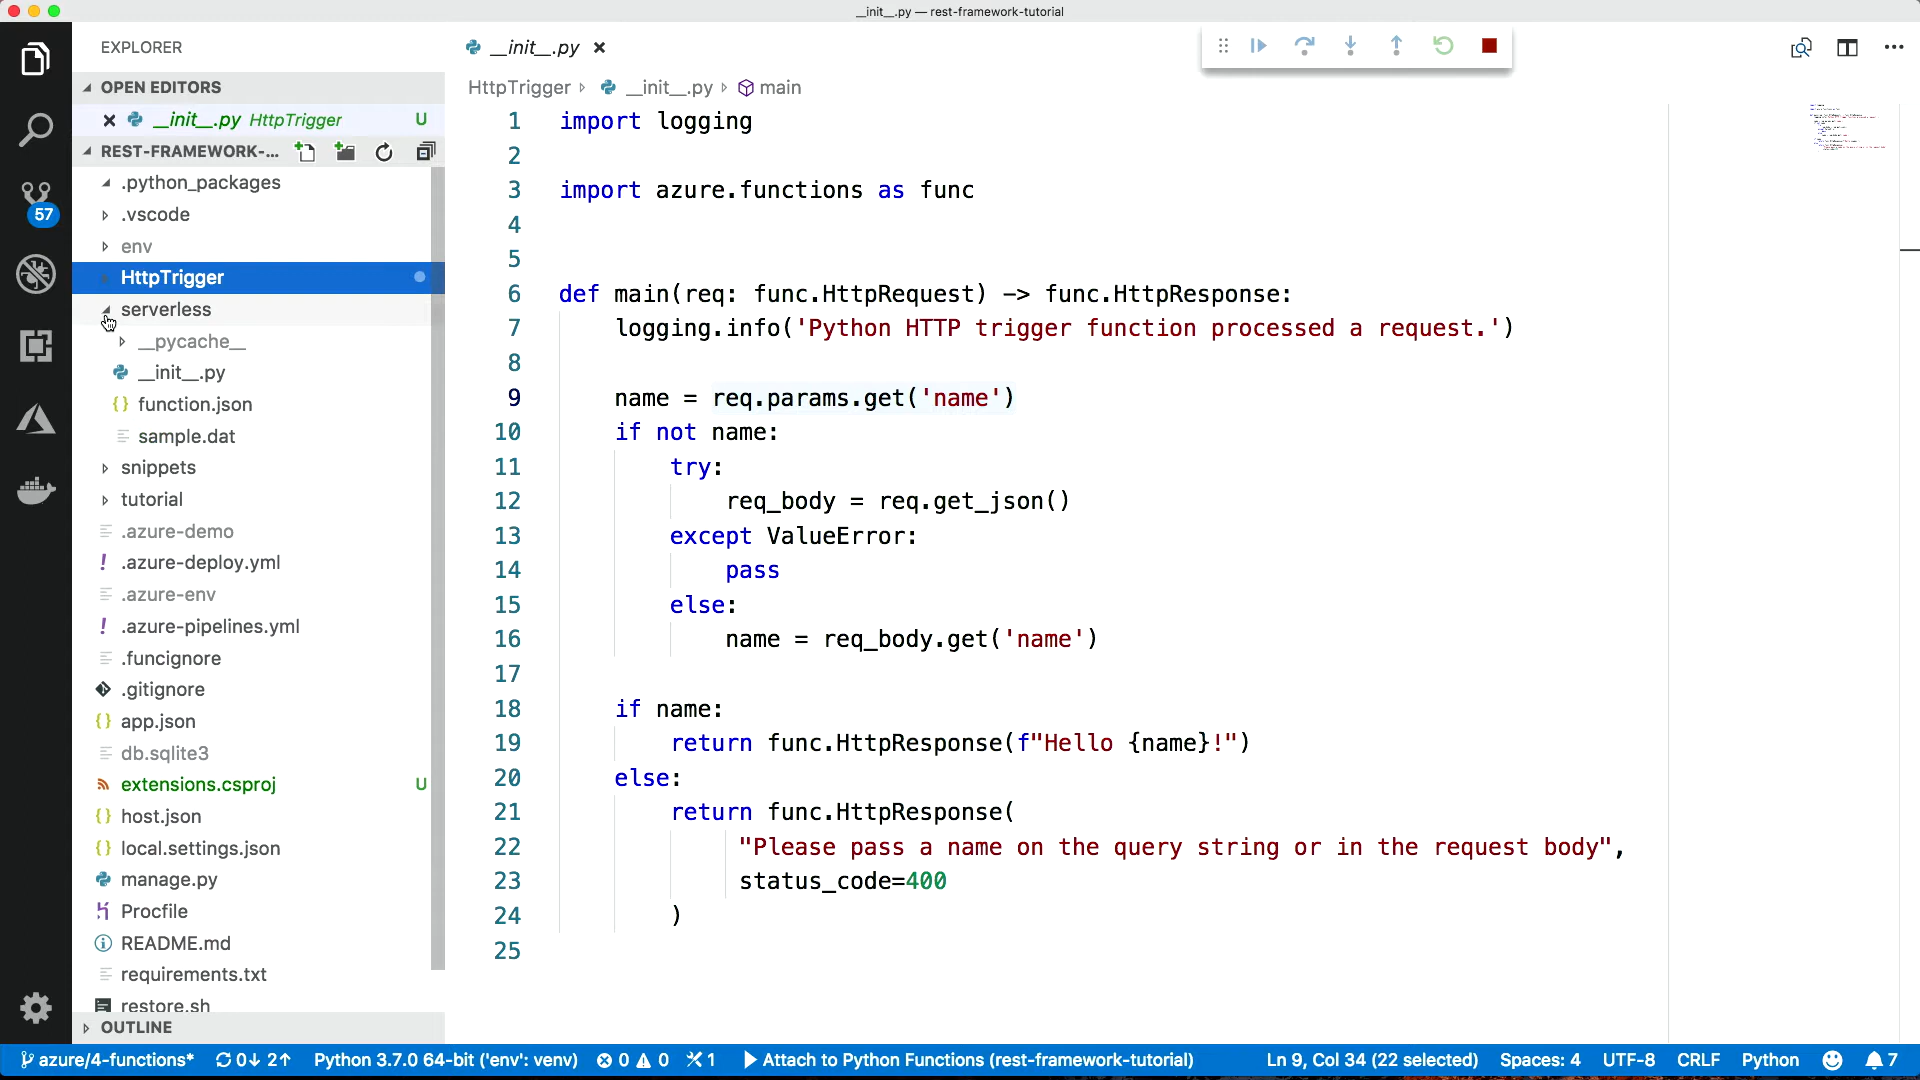 __init__.py — rest-framework-tutorial
EXPLORER
OPEN EDITORS
__init__.py HttpTrigger U
REST-FRAMEWORK-...
.python_packages
.vscode
env
HttpTrigger
serverless
__pycache__
__init__.py
function.json
sample.dat
snippets
tutorial
.azure-demo
.azure-deploy.yml
.azure-env
.azure-pipelines.yml
.funcignore
.gitignore
app.json
db.sqlite3
extensions.csproj U
host.json
local.settings.json
manage.py
Procfile
README.md
requirements.txt
restore.sh
OUTLINE
57
__init__.py
HttpTrigger __init__.py main
1 import logging
2
3 import azure.functions as func
4
5
6 def main(req: func.HttpRequest) -> func.HttpResponse:
7 logging.info('Python HTTP trigger function processed a request.')
8
9 name = req.params.get('name')
10 if not name:
11 try:
12 req_body = req.get_json()
13 except ValueError:
14 pass
15 else:
16 name = req_body.get('name')
17
18 if name:
19 return func.HttpResponse(f"Hello {name}!")
20 else:
21 return func.HttpResponse(
22 "Please pass a name on the query string or in the request body",
23 status_code=400
24 )
25
azure/4-functions* 0↓ 2↑ Python 3.7.0 64-bit ('env': venv) 0 0 1 Attach to Python Functions (rest-framework-tutorial) Ln 9, Col 34 (22 selected) Spaces: 4 UTF-8 CRLF Python 7